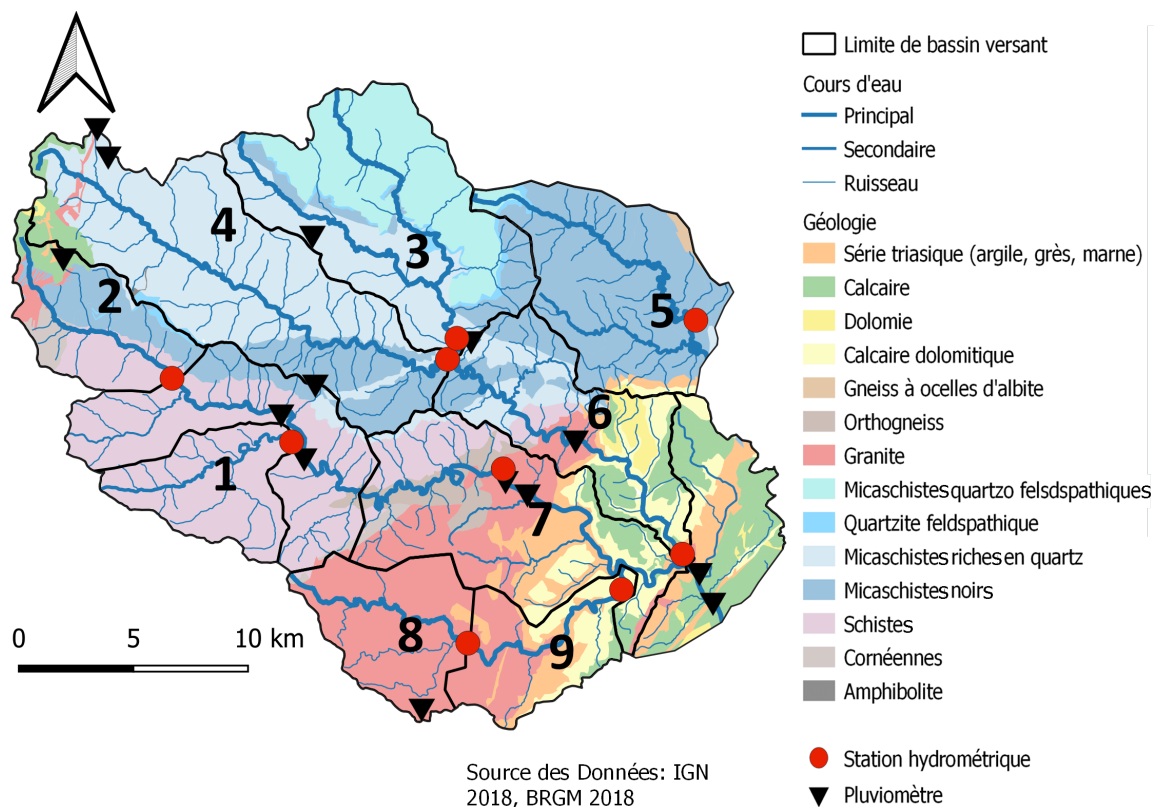 Limite de bassin versant
Cours d'eau
Principal
Secondaire
Ruisseau
Géologie
Série triasique (argile, grès, marne)
Calcaire
Dolomie
Calcaire dolomitique
Gneiss à ocelles d'albite
Orthogneiss
Granite
Micaschistes quartzo felsdspathiques
Quartzite feldspathique
Micaschistes riches en quartz
Micaschistes noirs
Schistes
Cornéennes
Amphibolite
Station hydrométrique
Pluviomètre
4
3
2
5
6
1
7
8
9
0 5 10 km
Source des Données: IGN
2018, BRGM 2018